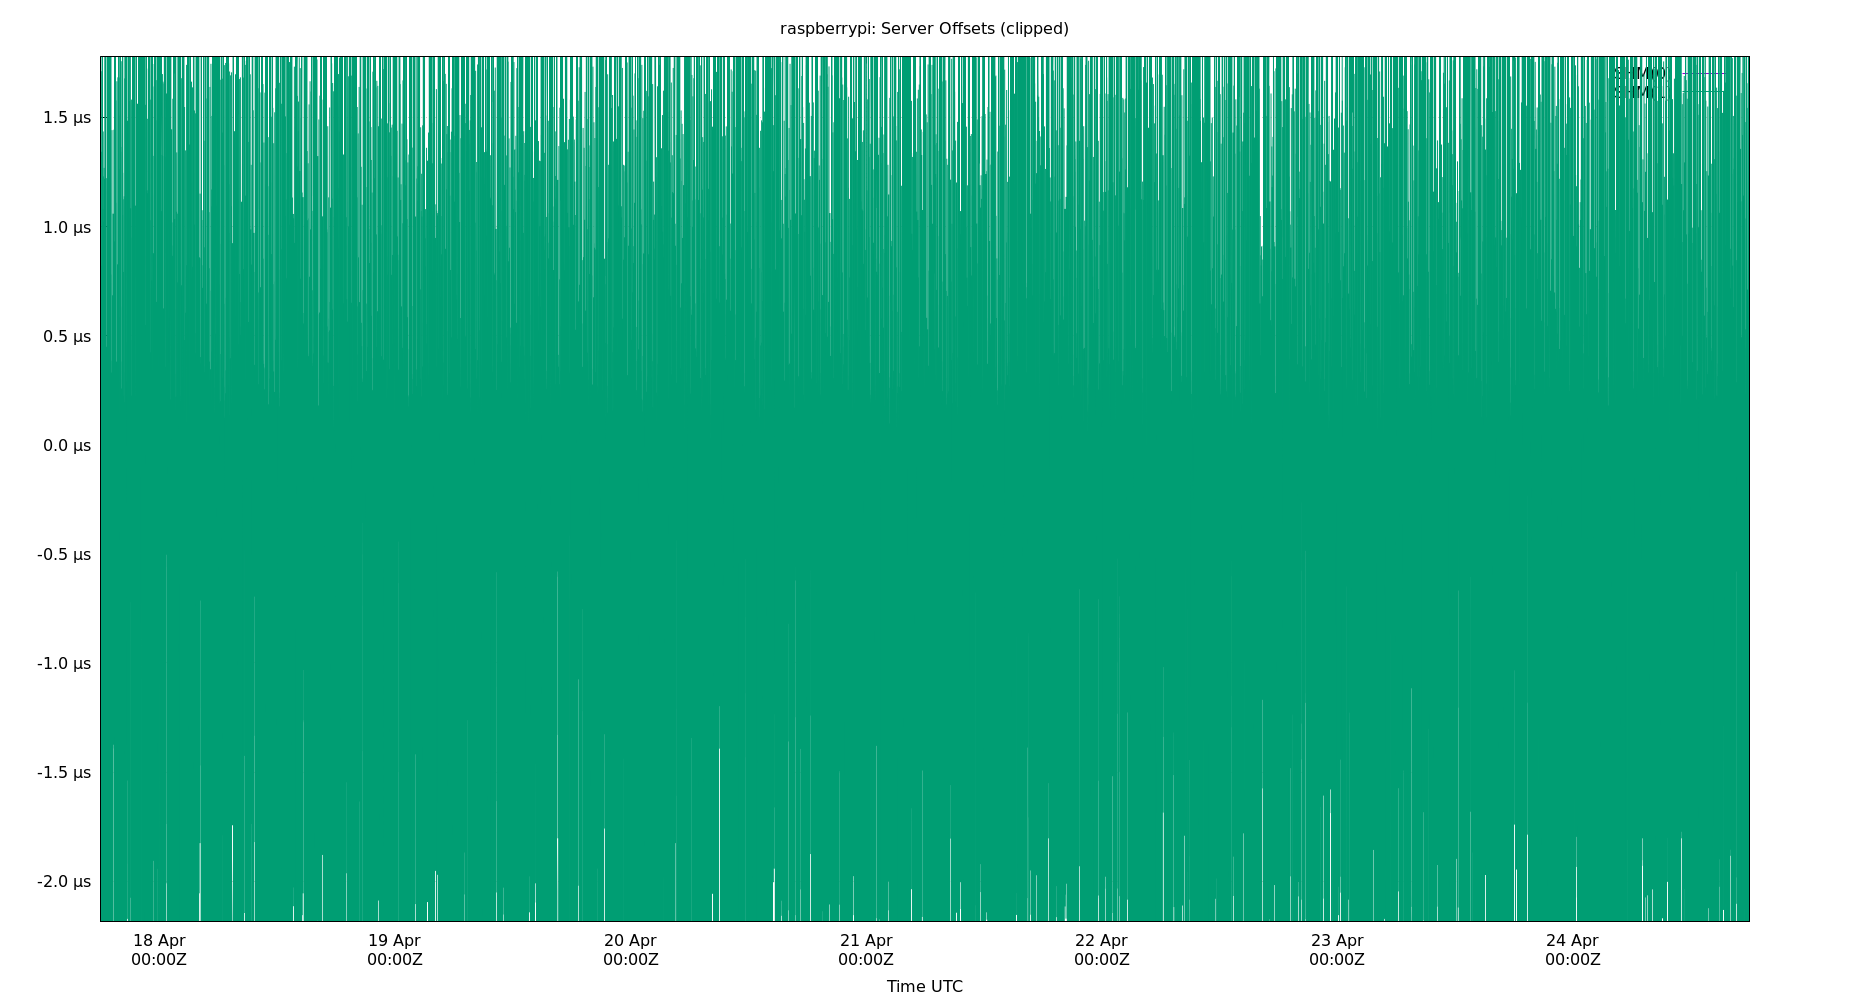 raspberrypi: Server Offsets (clipped)
SHM(0)
1.5 µs
1.0 µs
0.5 µs
0.0 µs
-0.5 µs
-1.0 µs
-1.5 µs
-2.0 µs
18 Apr 19 Apr 20 Apr 21 Apr 22 Apr 23 Apr 24 Apr
00:00Z 00:00Z 00:00Z 00:00Z 00:00Z 00:00Z 00:00Z
Time UTC